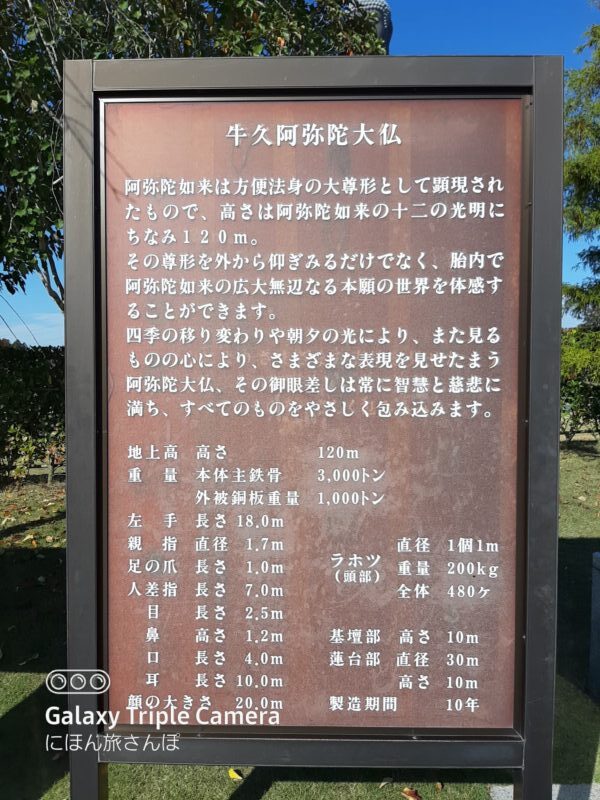 牛久阿弥陀大仏
阿弥陀如来は方便法身の大尊形として顕現され
たもので、高さは阿弥陀如来の十二の光明に
ちなみ120m。
その尊形を外から仰ぎみるだけでなく、胎内で
阿弥陀如来の広大無辺なる本願の世界を体感す
ることができます。
四季の移り変わりや朝夕の光により、また見る
ものの心により、さまざまな表現を見せたまう
阿弥陀大仏、その御眼差しは常に智慧と慈悲に
満ち、すべてのものをやさしく包み込みます。
地上高 高さ 120m
重量 本体主鉄骨 3,000トン
外被銅板重量 1,000トン
左手 長さ 18.0m
親指 直径 1.7m
足の爪 長さ 1.0m
人差指 長さ 7.0m
目 長さ 2.5m
鼻 高さ 1.2m
口 長さ 4.0m
耳 長さ 10.0m
顔の大きさ 20.0m
ラホツ
(頭部)
直径 1個1m
重量 200kg
全体 480ヶ
基壇部 高さ 10m
蓮台部 直径 30m
高さ 10m
製造期間 10年
Galaxy Triple Camera
にほん旅さんぽ